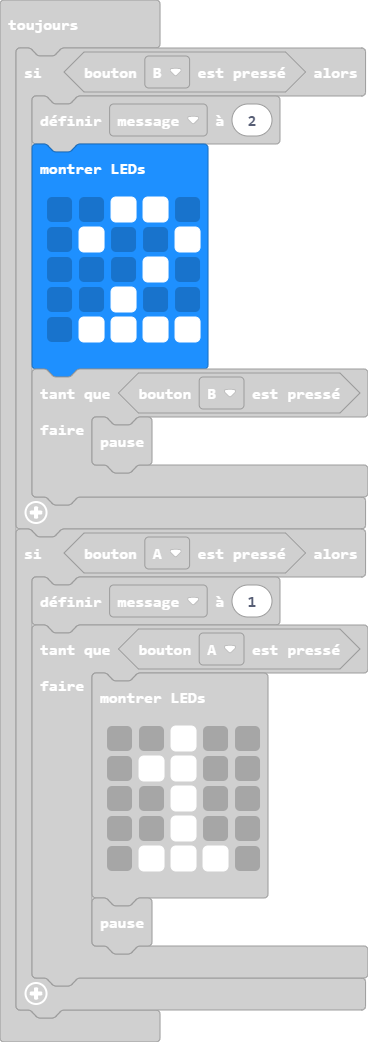 toujours
si bouton B est pressé alors
définir message à 2
montrer LEDs
tant que bouton B est pressé
faire
pause
si bouton A est pressé alors
définir message à 1
tant que bouton A est pressé
faire
montrer LEDs
pause